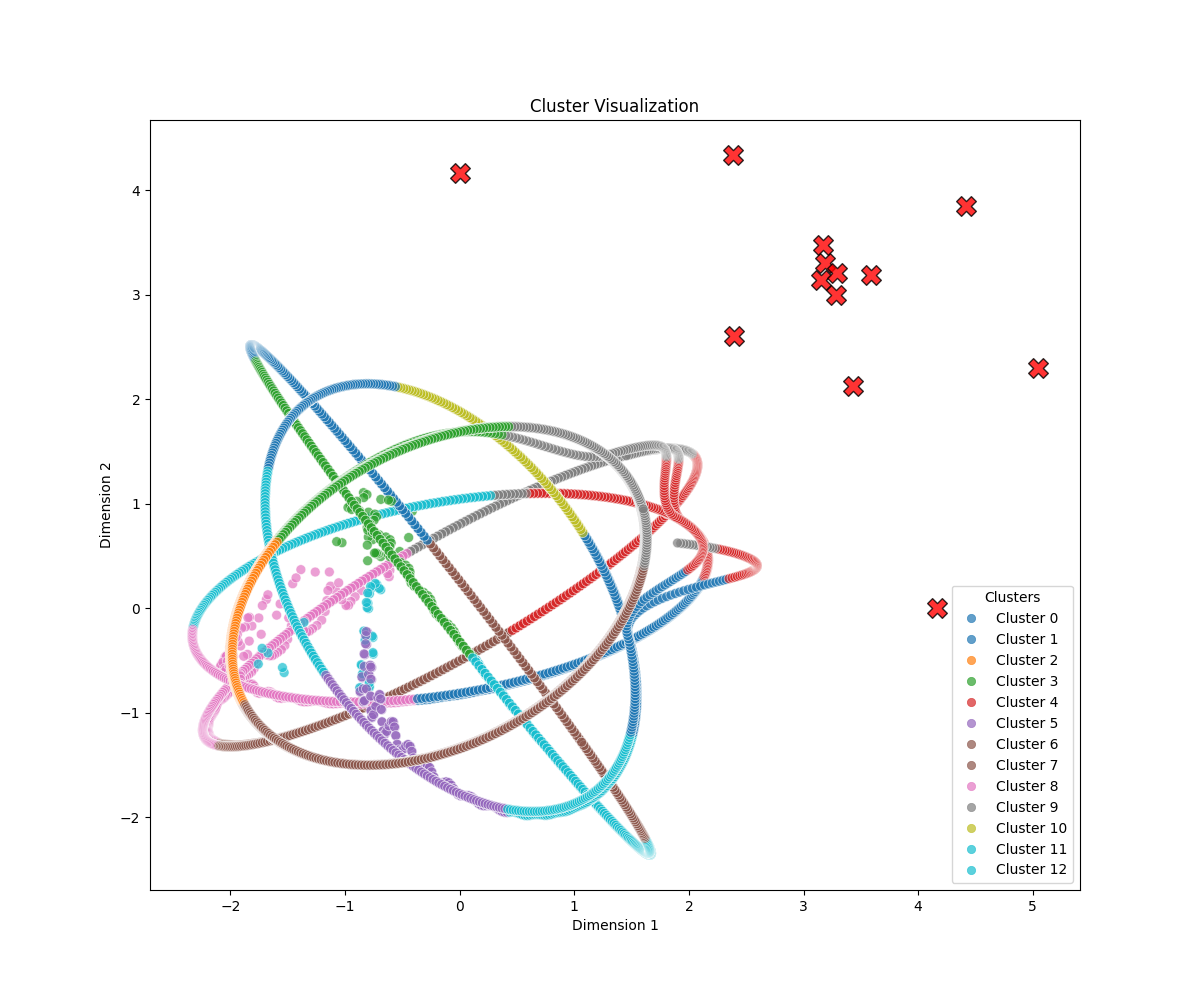 Cluster Visualization
4
3
2
1
0
−1
−2
Dimension 2
−2
−1
0
1
2
3
4
5
Dimension 1
Clusters
Cluster 0
Cluster 1
Cluster 2
Cluster 3
Cluster 4
Cluster 5
Cluster 6
Cluster 7
Cluster 8
Cluster 9
Cluster 10
Cluster 11
Cluster 12